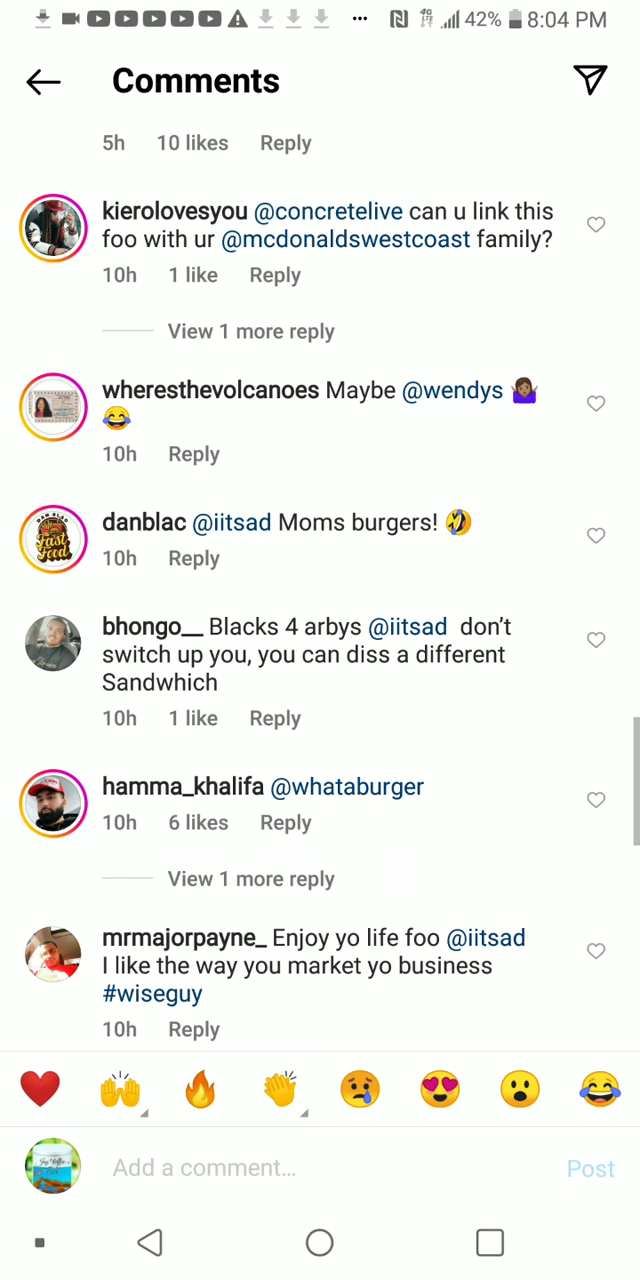 42% 8:04 PM
Comments
5h 10 likes Reply
kierolovesyou @concretelive can u link this
foo with ur @mcdonaldswestcoast family?
10h 1 like Reply
View 1 more reply
wheresthevolcanoes Maybe @wendys 🤷🏾‍♀️
😂
10h Reply
danblac @iitsad Moms burgers! 🤣
10h Reply
bhongo__ Blacks 4 arbys @iitsad don’t
switch up you, you can diss a different
Sandwhich
10h 1 like Reply
hamma_khalifa @whataburger
10h 6 likes Reply
View 1 more reply
mrmajorpayne_ Enjoy yo life foo @iitsad
I like the way you market yo business
#wiseguy
10h Reply
Add a comment... Post